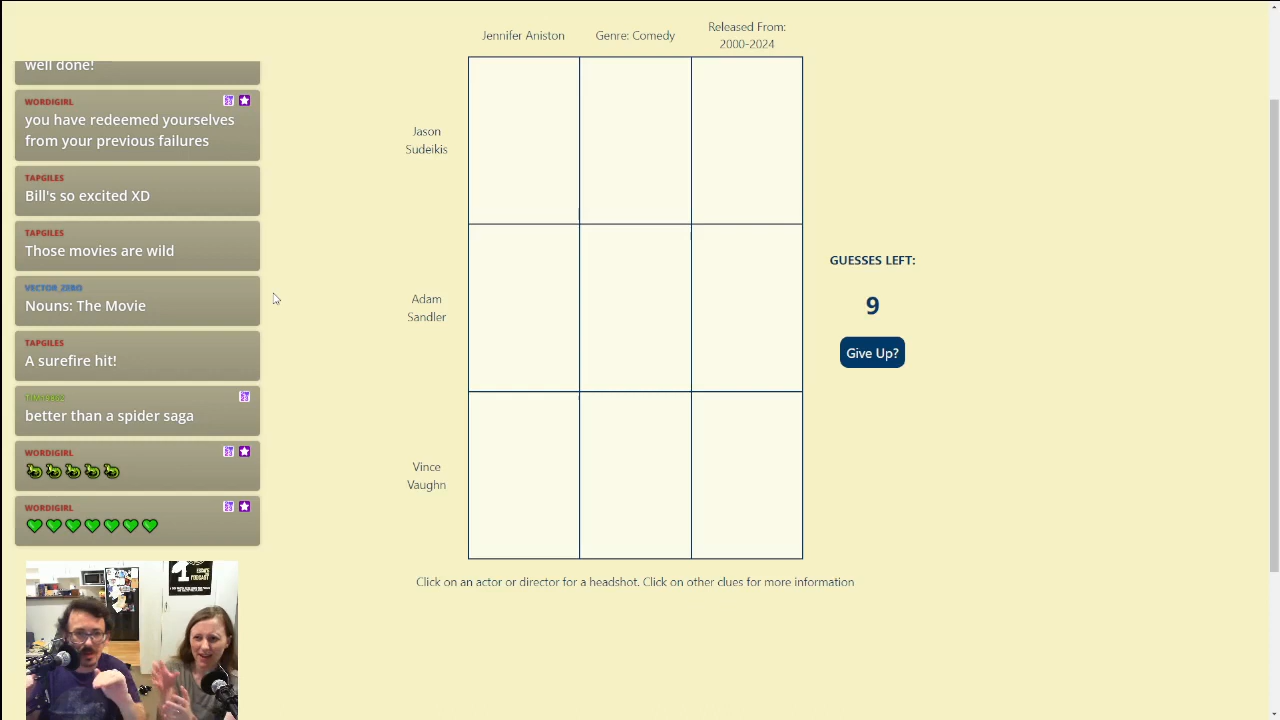 Jennifer Aniston
Genre: Comedy
Released From:
2000-2024
well done!
WORDIGIRL
you have redeemed yourselves
from your previous failures
TAPGILES
Bill's so excited XD
TAPGILES
Those movies are wild
VECTOR_ZERO
Nouns: The Movie
TAPGILES
A surefire hit!
better than a spider saga
WORDIGIRL
WORDIGIRL
Jason
Sudeikis
Adam
Sandler
Vince
Vaughn
GUESSES LEFT:
9
Give Up?
Click on an actor or director for a headshot. Click on other clues for more information